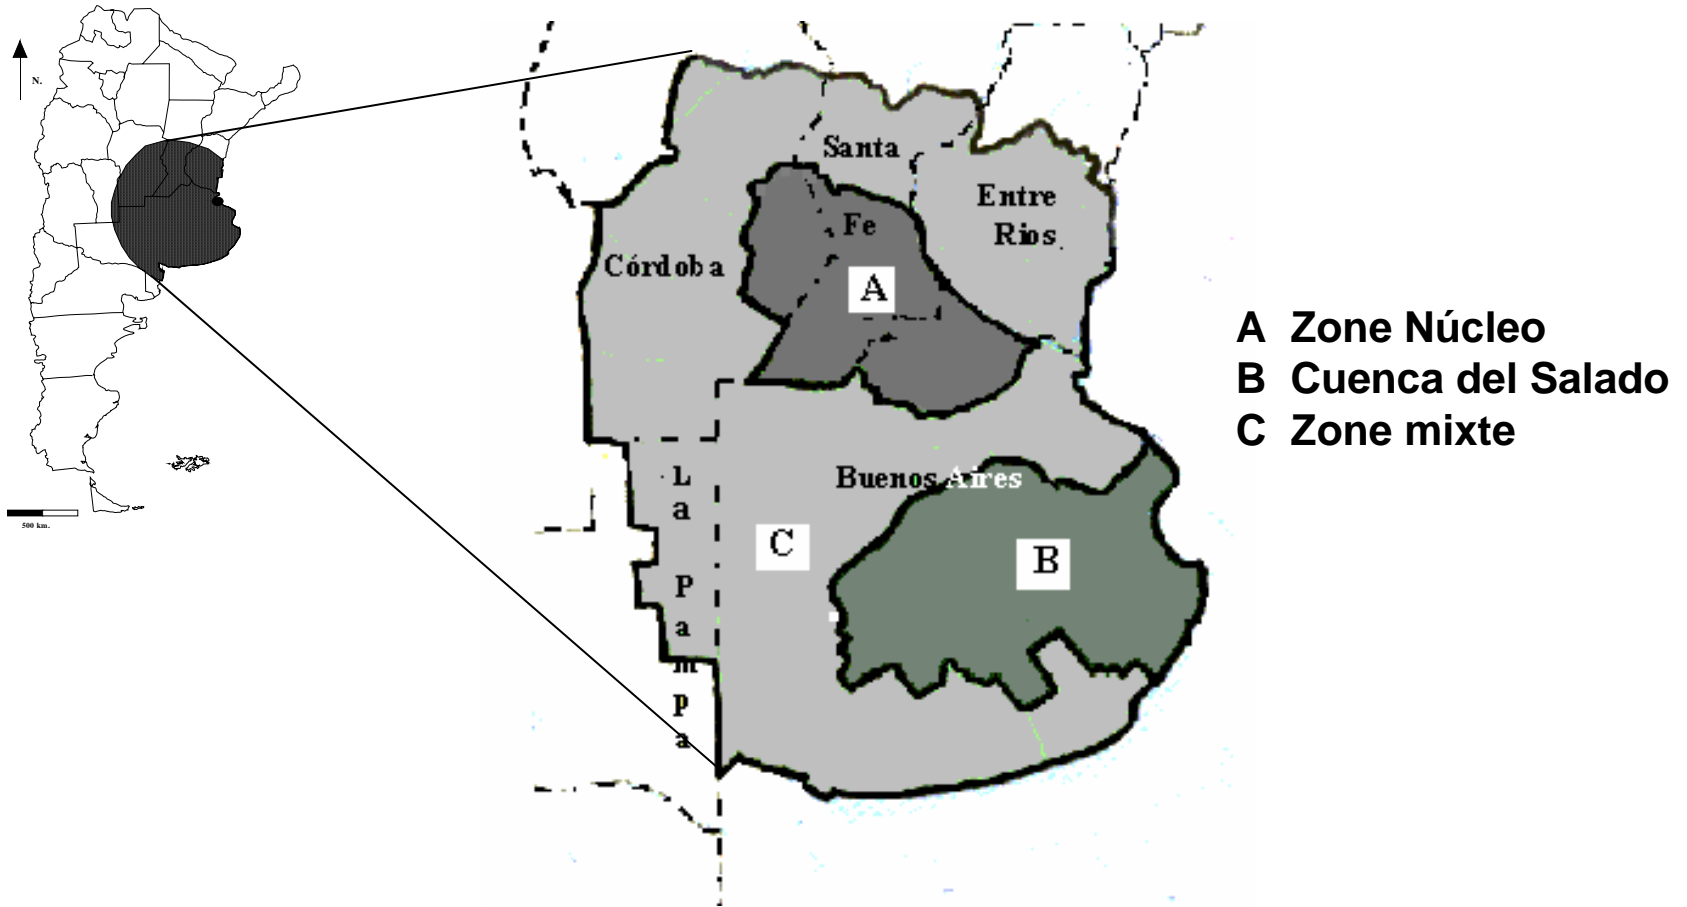 N.
500 km.
Santa
Fe
Entre
Rios
Córdoba
A
Buenos Aires
L
a
P
a
m
p
a
C
B
A Zone Núcleo
B Cuenca del Salado
C Zone mixte